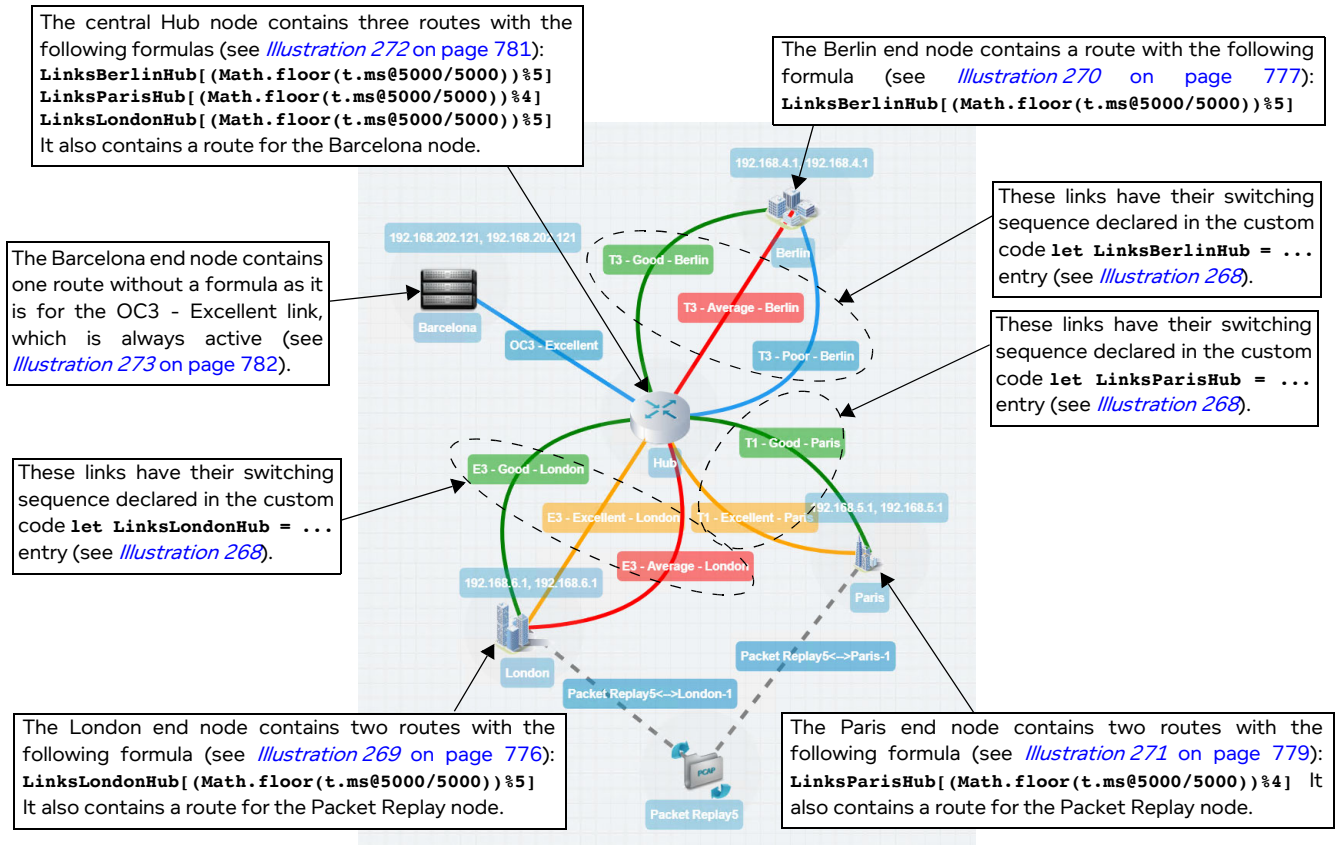 The central Hub node contains three routes with the
following formulas (see Illustration 272 on page 781):
LinksBerlinHub[(Math.floor(t.ms@5000/5000))%5]
LinksParisHub[(Math.floor(t.ms@5000/5000))%4]
LinksLondonHub[(Math.floor(t.ms@5000/5000))%5]
It also contains a route for the Barcelona node.
The Berlin end node contains a route with the following
formula (see Illustration 270 on page 777):
LinksBerlinHub[(Math.floor(t.ms@5000/5000))%5]
192.168.4.1, 192.168.4.1
These links have their switching
sequence declared in the custom
code let LinksBerlinHub = ...
entry (see Illustration 268).
192.168.202.121, 192.168.202.121
The Barcelona end node contains
one route without a formula as it
is for the OC3 - Excellent link,
which is always active (see
Illustration 273 on page 782).
Berlin
T3 - Good - Berlin
T3 - Average - Berlin
Barcelona
OC3 - Excellent
T3 - Poor - Berlin
These links have their switching
sequence declared in the custom
code let LinksParisHub = ...
entry (see Illustration 268).
T1 - Good - Paris
Hub
E3 - Good - London
These links have their switching
sequence declared in the custom
code let LinksLondonHub = ...
entry (see Illustration 268).
E3 - Excellent - London
T1 - Excellent - Paris
192.168.5.1, 192.168.5.1
E3 - Average - London
192.168.6.1, 192.168.6.1
Paris
London
Packet Replay5<-->Paris-1
Packet Replay5<-->London-1
PCAP
Packet Replay5
The London end node contains two routes with the
following formula (see Illustration 269 on page 776):
LinksLondonHub[(Math.floor(t.ms@5000/5000))%5]
It also contains a route for the Packet Replay node.
The Paris end node contains two routes with the
following formula (see Illustration 271 on page 779):
LinksParisHub[(Math.floor(t.ms@5000/5000))%4] It
also contains a route for the Packet Replay node.